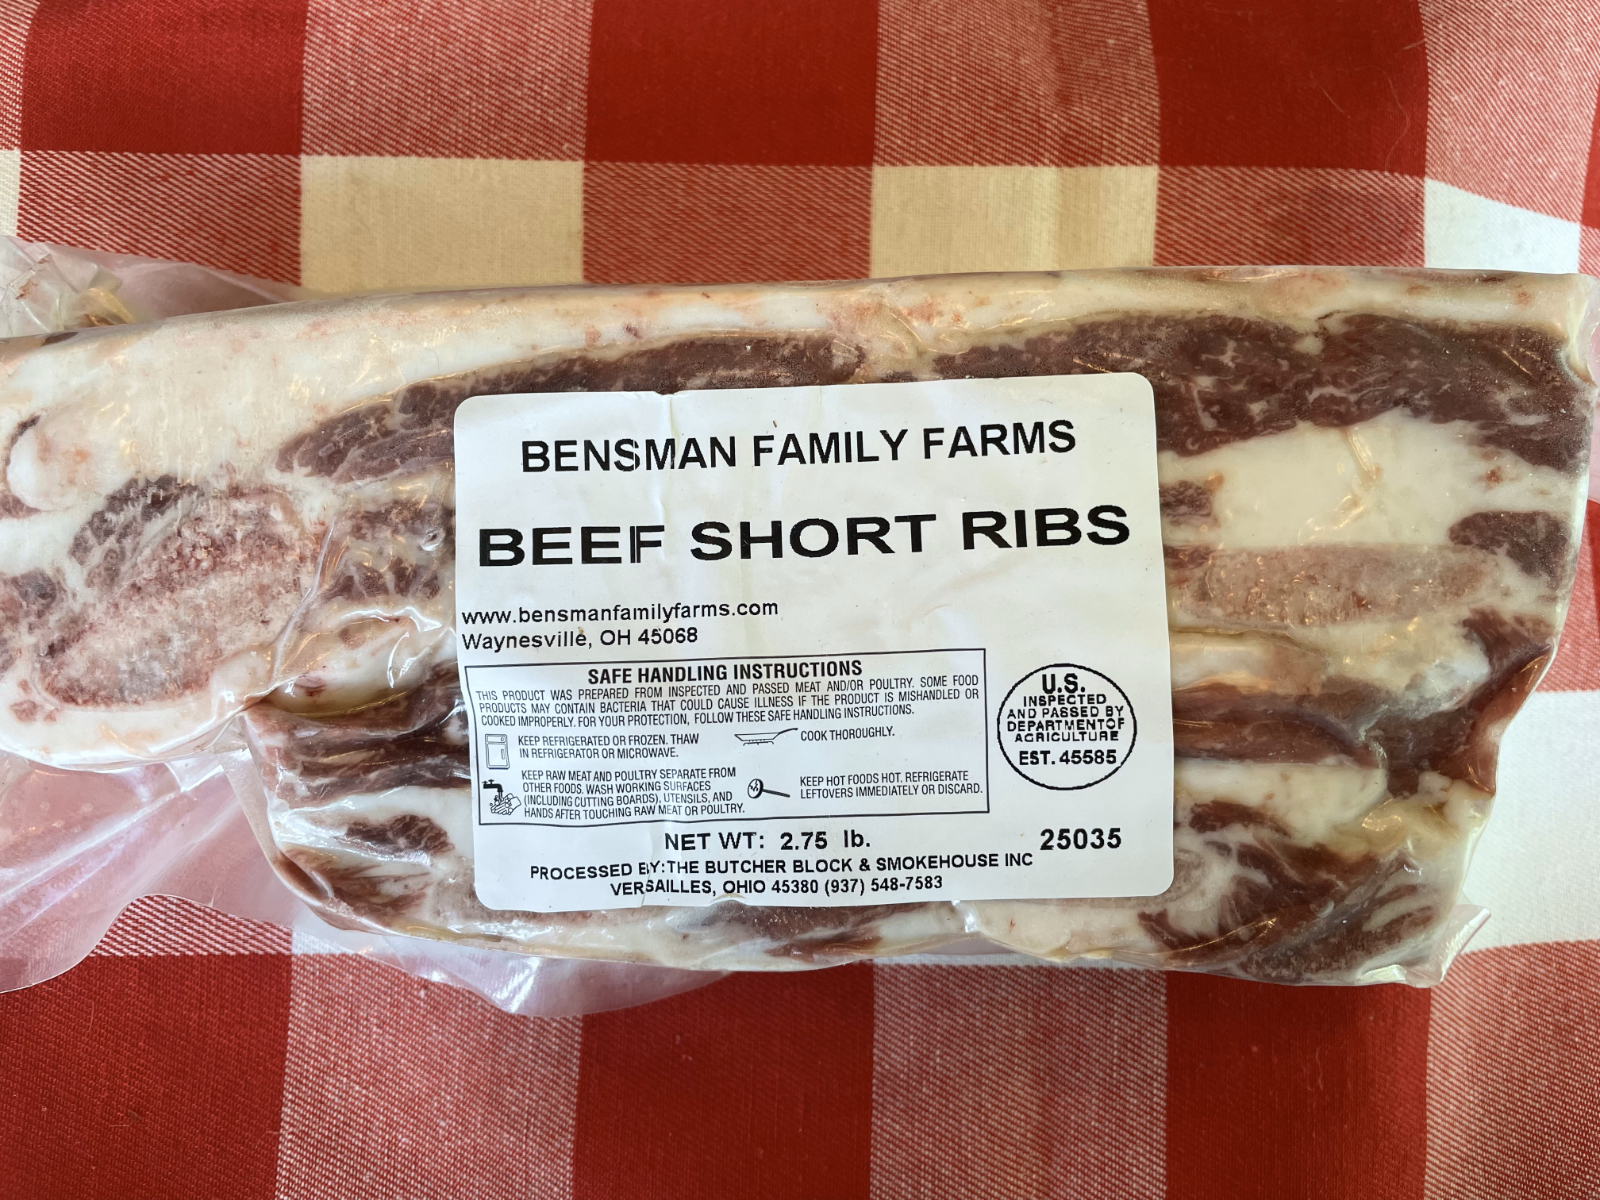 BENSMAN FAMILY FARMS
BEEF SHORT RIBS
www.bensmanfamilyfarms.com
Waynesville, OH 45068
SAFE HANDLING INSTRUCTIONS
THIS PRODUCT WAS PREPARED FROM INSPECTED AND PASSED MEAT AND/OR POULTRY. SOME FOOD
PRODUCTS MAY CONTAIN BACTERIA THAT COULD CAUSE ILLNESS IF THE PRODUCT IS MISHANDLED OR
COOKED IMPROPERLY. FOR YOUR PROTECTION, FOLLOW THESE SAFE HANDLING INSTRUCTIONS.
KEEP REFRIGERATED OR FROZEN. THAW
IN REFRIGERATOR OR MICROWAVE.
COOK THOROUGHLY.
KEEP RAW MEAT AND POULTRY SEPARATE FROM
OTHER FOODS. WASH WORKING SURFACES
(INCLUDING CUTTING BOARDS), UTENSILS, AND
HANDS AFTER TOUCHING RAW MEAT OR POULTRY.
KEEP HOT FOODS HOT. REFRIGERATE
LEFTOVERS IMMEDIATELY OR DISCARD.
U.S.
INSPECTED
AND PASSED BY
DEPARTMENT OF
AGRICULTURE
EST. 45585
NET WT: 2.75 lb.
25035
PROCESSED BY: THE BUTCHER BLOCK & SMOKEHOUSE INC
VERSAILLES, OHIO 45380 (937) 548-7583